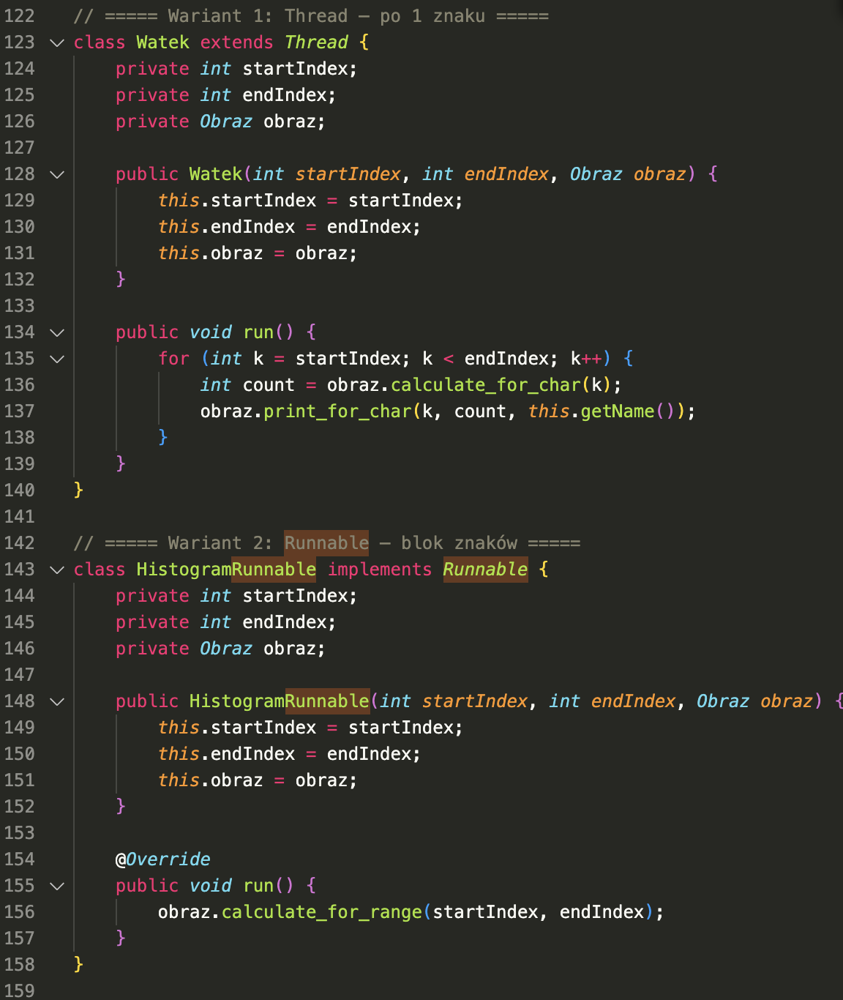 122 // ===== Wariant 1: Thread – po 1 znaku =====
123 class Watek extends Thread {
124     private int startIndex;
125     private int endIndex;
126     private Obraz obraz;
127
128     public Watek(int startIndex, int endIndex, Obraz obraz) {
129         this.startIndex = startIndex;
130         this.endIndex = endIndex;
131         this.obraz = obraz;
132     }
133
134     public void run() {
135         for (int k = startIndex; k < endIndex; k++) {
136             int count = obraz.calculate_for_char(k);
137             obraz.print_for_char(k, count, this.getName());
138         }
139     }
140 }
141
142 // ===== Wariant 2: Runnable – blok znaków =====
143 class HistogramRunnable implements Runnable {
144     private int startIndex;
145     private int endIndex;
146     private Obraz obraz;
147
148     public HistogramRunnable(int startIndex, int endIndex, Obraz obraz) {
149         this.startIndex = startIndex;
150         this.endIndex = endIndex;
151         this.obraz = obraz;
152     }
153
154     @Override
155     public void run() {
156         obraz.calculate_for_range(startIndex, endIndex);
157     }
158 }
159